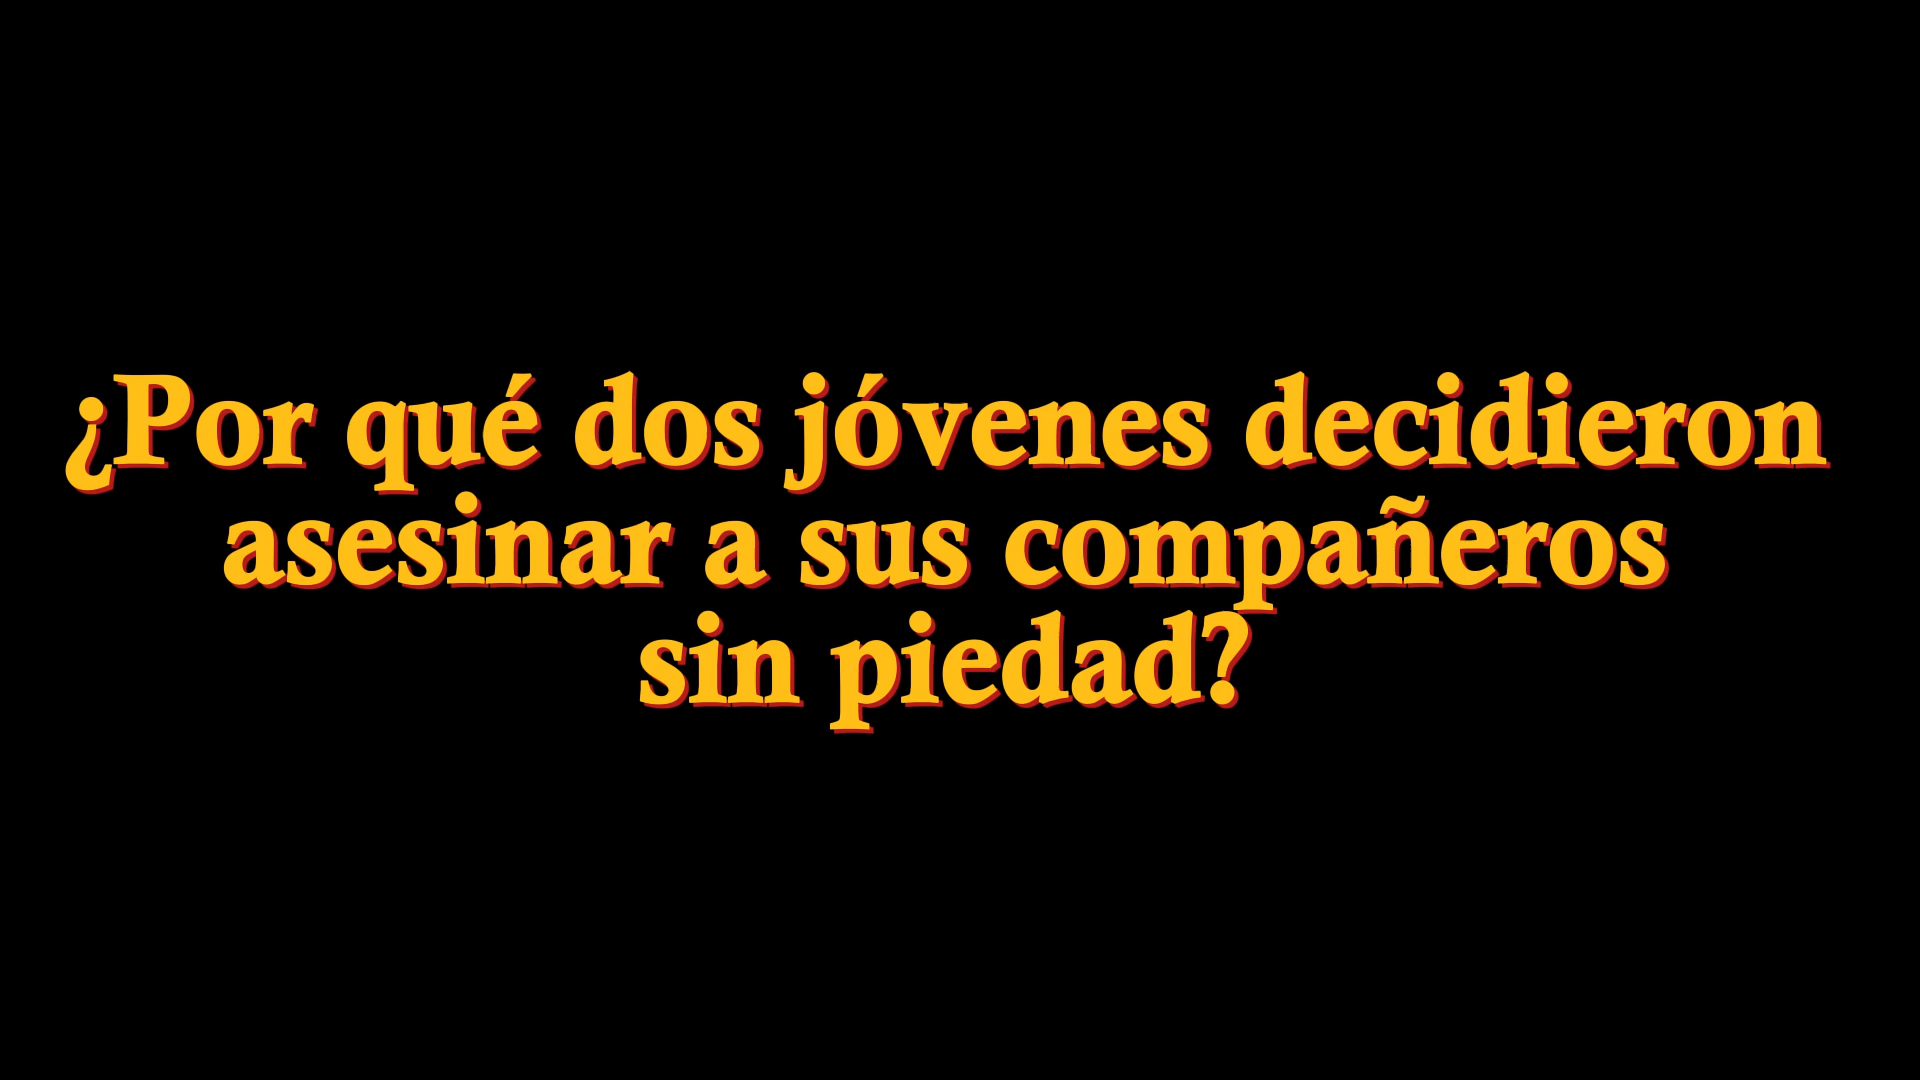 ¿Por qué dos jóvenes decidieron
asesinar a sus compañeros
sin piedad?